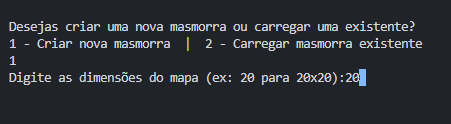 Desejas criar uma nova masmorra ou carregar uma existente?
1 - Criar nova masmorra | 2 - Carregar masmorra existente
1
Digite as dimensões do mapa (ex: 20 para 20x20):20